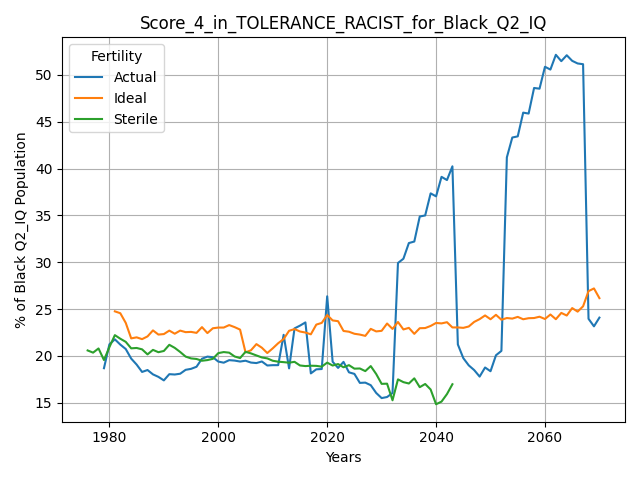 Score_4_in_TOLERANCE_RACIST_for_Black_Q2_IQ
Fertility
Actual
Ideal
Sterile
% of Black Q2_IQ Population
50
45
40
35
30
25
20
15
1980
2000
2020
2040
2060
Years